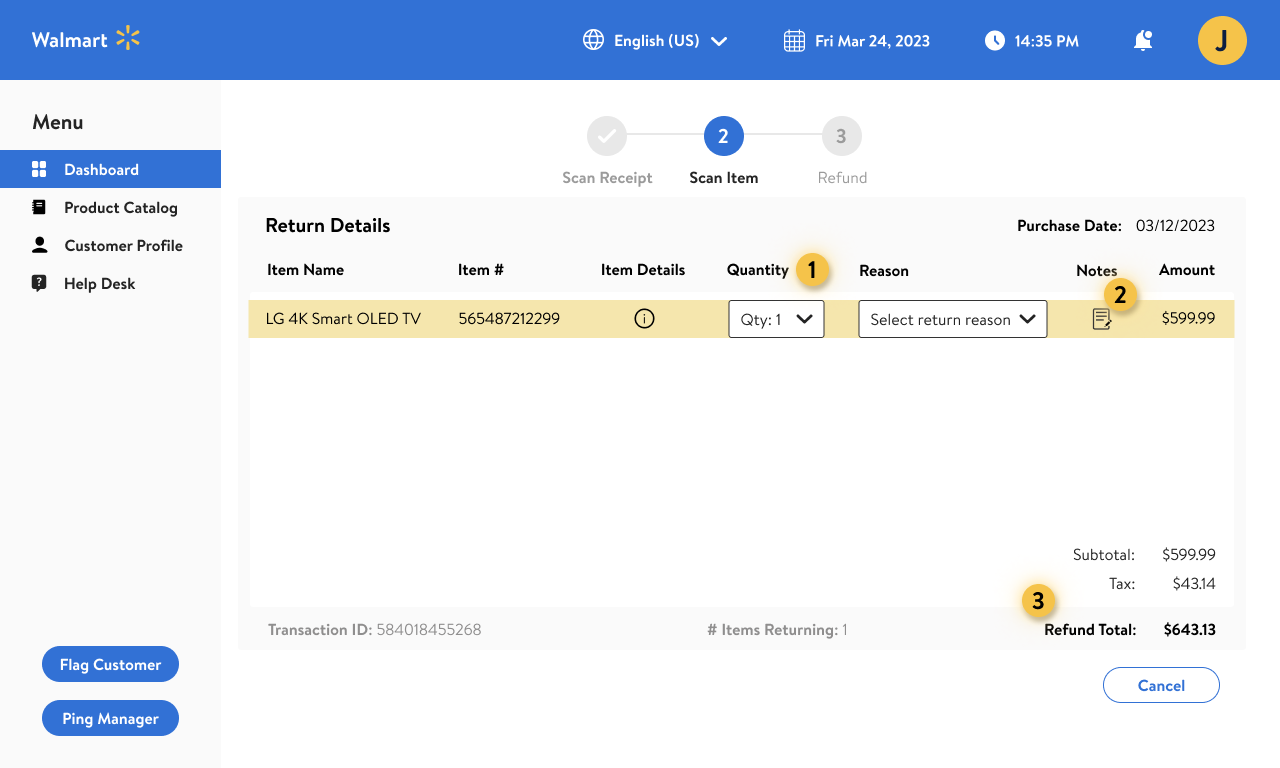 Walmart
English (US)
Fri Mar 24, 2023
14:35 PM
J
Menu
Dashboard
Product Catalog
Customer Profile
Help Desk
Flag Customer
Ping Manager
2
3
Scan Receipt
Scan Item
Refund
Return Details
Purchase Date: 03/12/2023
Item Name
Item #
Item Details
Quantity
1
Reason
Notes
2
Amount
LG 4K Smart OLED TV
565487212299
i
Qty: 1
Select return reason
$599.99
Subtotal: $599.99
Tax: $43.14
3
Transaction ID: 584018455268
# Items Returning: 1
Refund Total: $643.13
Cancel